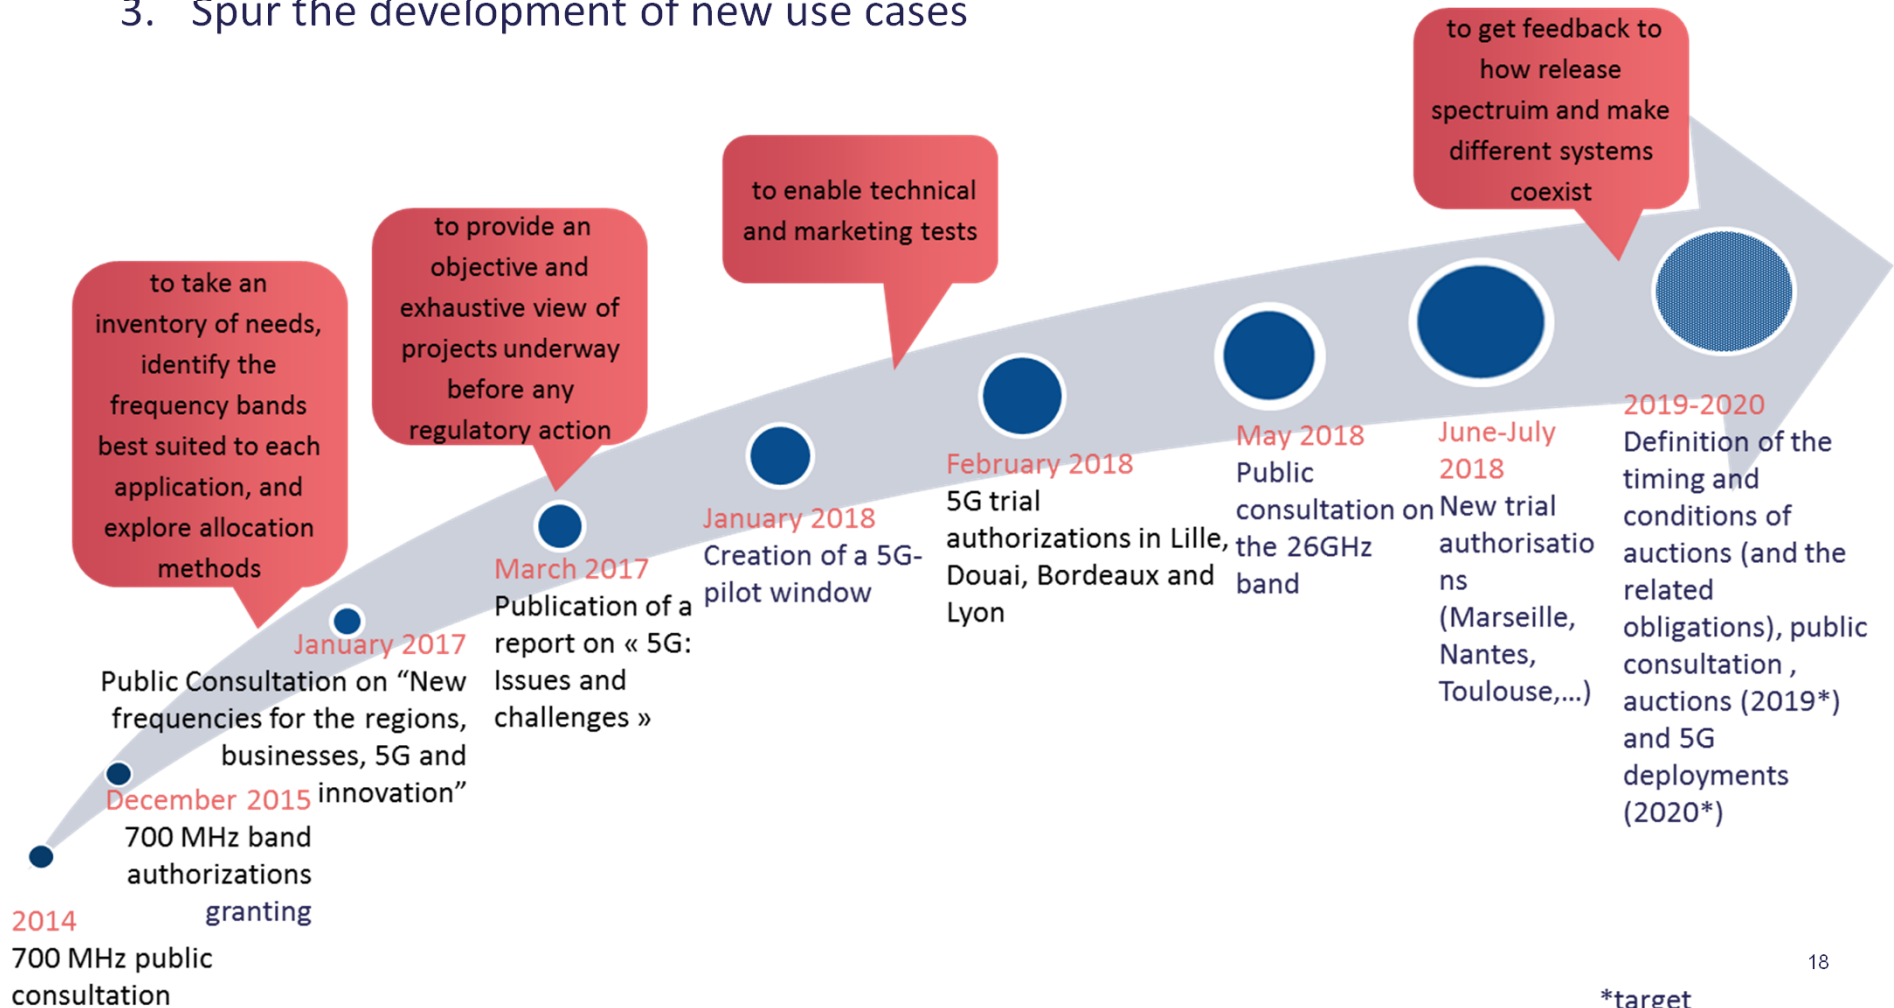 3. Spur the development of new use cases
to take an
inventory of needs,
identify the
frequency bands
best suited to each
application, and
explore allocation
methods
to provide an
objective and
exhaustive view of
projects underway
before any
regulatory action
to enable technical
and marketing tests
to get feedback to
how release
spectruim and make
different systems
coexist
2014
700 MHz public
consultation
December 2015
700 MHz band
authorizations
granting
January 2017
Public Consultation on “New
frequencies for the regions,
businesses, 5G and
innovation”
March 2017
Publication of a
report on « 5G:
Issues and
challenges »
January 2018
Creation of a 5G-
pilot window
February 2018
5G trial
authorizations in Lille,
Douai, Bordeaux and
Lyon
May 2018
Public
consultation on
the 26GHz
band
June-July
2018
New trial
authorisatio
ns
(Marseille,
Nantes,
Toulouse,...)
2019-2020
Definition of the
timing and
conditions of
auctions (and the
related
obligations), public
consultation ,
auctions (2019*)
and 5G
deployments
(2020*)
18
*target